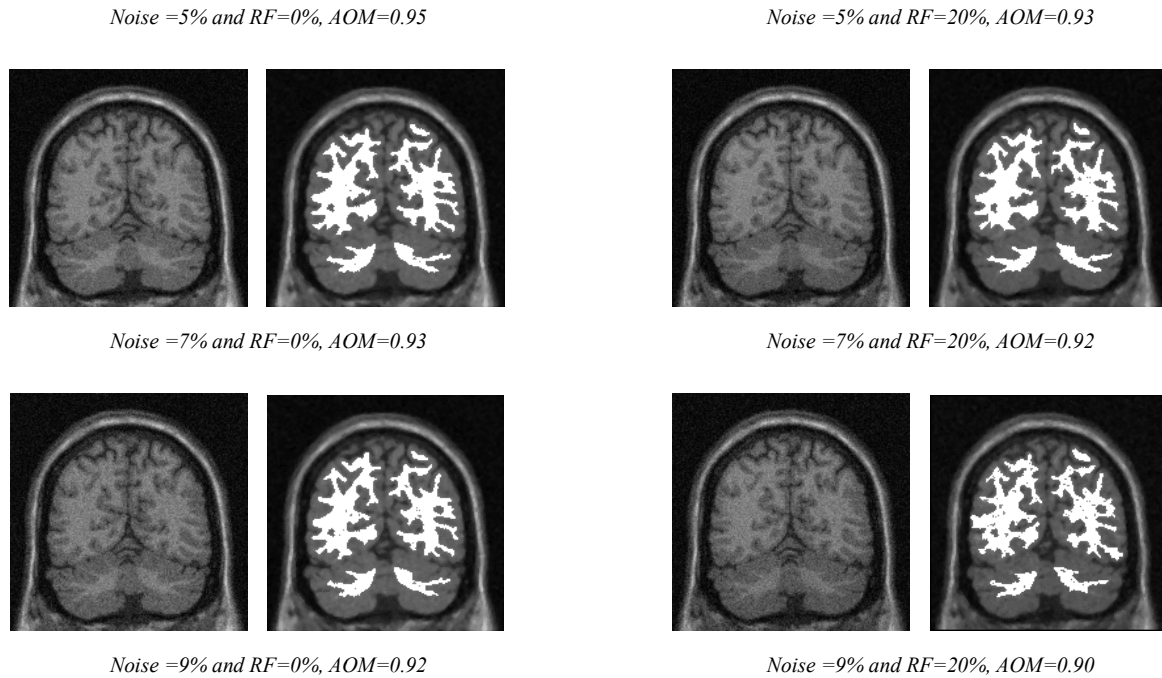 Noise =5% and RF=0%, AOM=0.95
Noise =5% and RF=20%, AOM=0.93
Noise =7% and RF=0%, AOM=0.93
Noise =7% and RF=20%, AOM=0.92
Noise =9% and RF=0%, AOM=0.92
Noise =9% and RF=20%, AOM=0.90